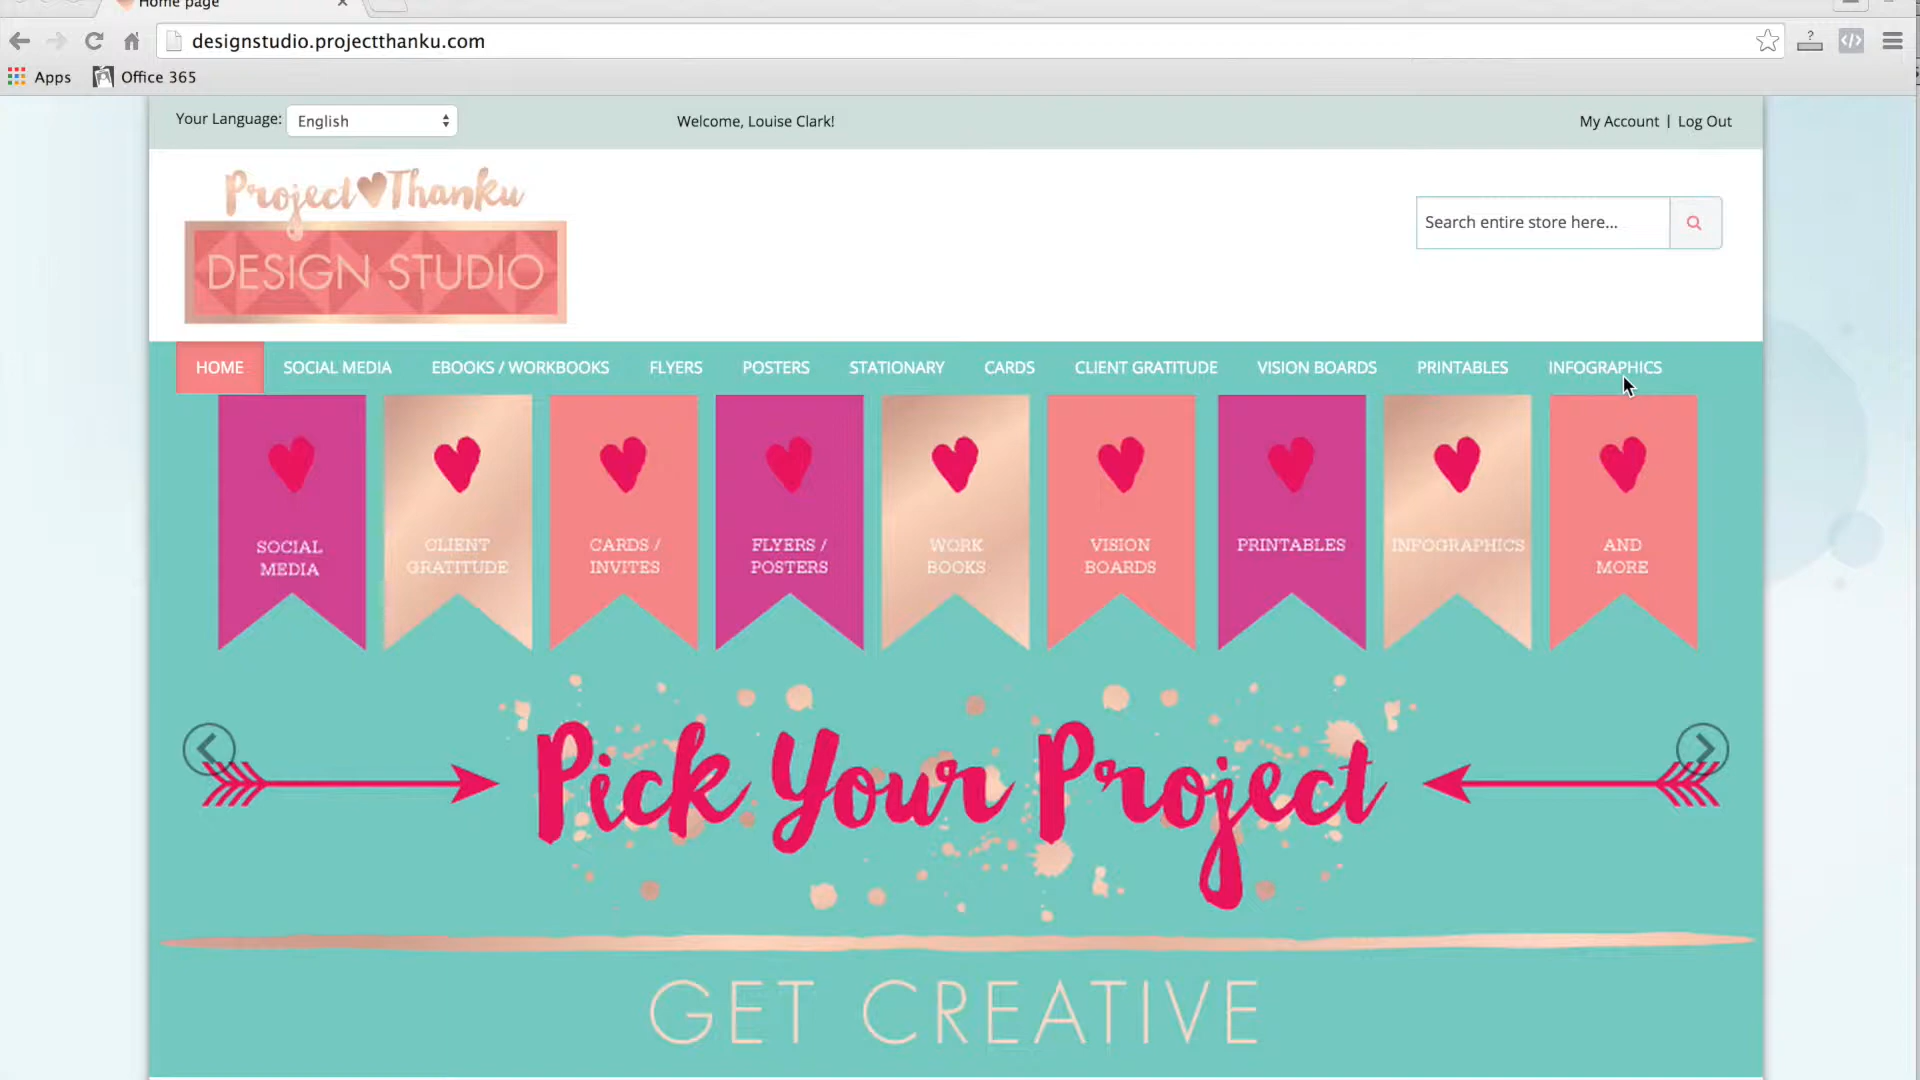 Home page
designstudio.projectthanku.com
Apps
Office 365
Your Language: English
Welcome, Louise Clark!
My Account | Log Out
Project Thanku
DESIGN STUDIO
Search entire store here...
HOME SOCIAL MEDIA EBOOKS / WORKBOOKS FLYERS POSTERS STATIONARY CARDS CLIENT GRATITUDE VISION BOARDS PRINTABLES INFOGRAPHICS
SOCIAL
MEDIA
CLIENT
GRATITUDE
CARDS /
INVITES
FLYERS /
POSTERS
WORK
BOOKS
VISION
BOARDS
PRINTABLES
INFOGRAPHICS
AND
MORE
Pick Your Project
GET CREATIVE